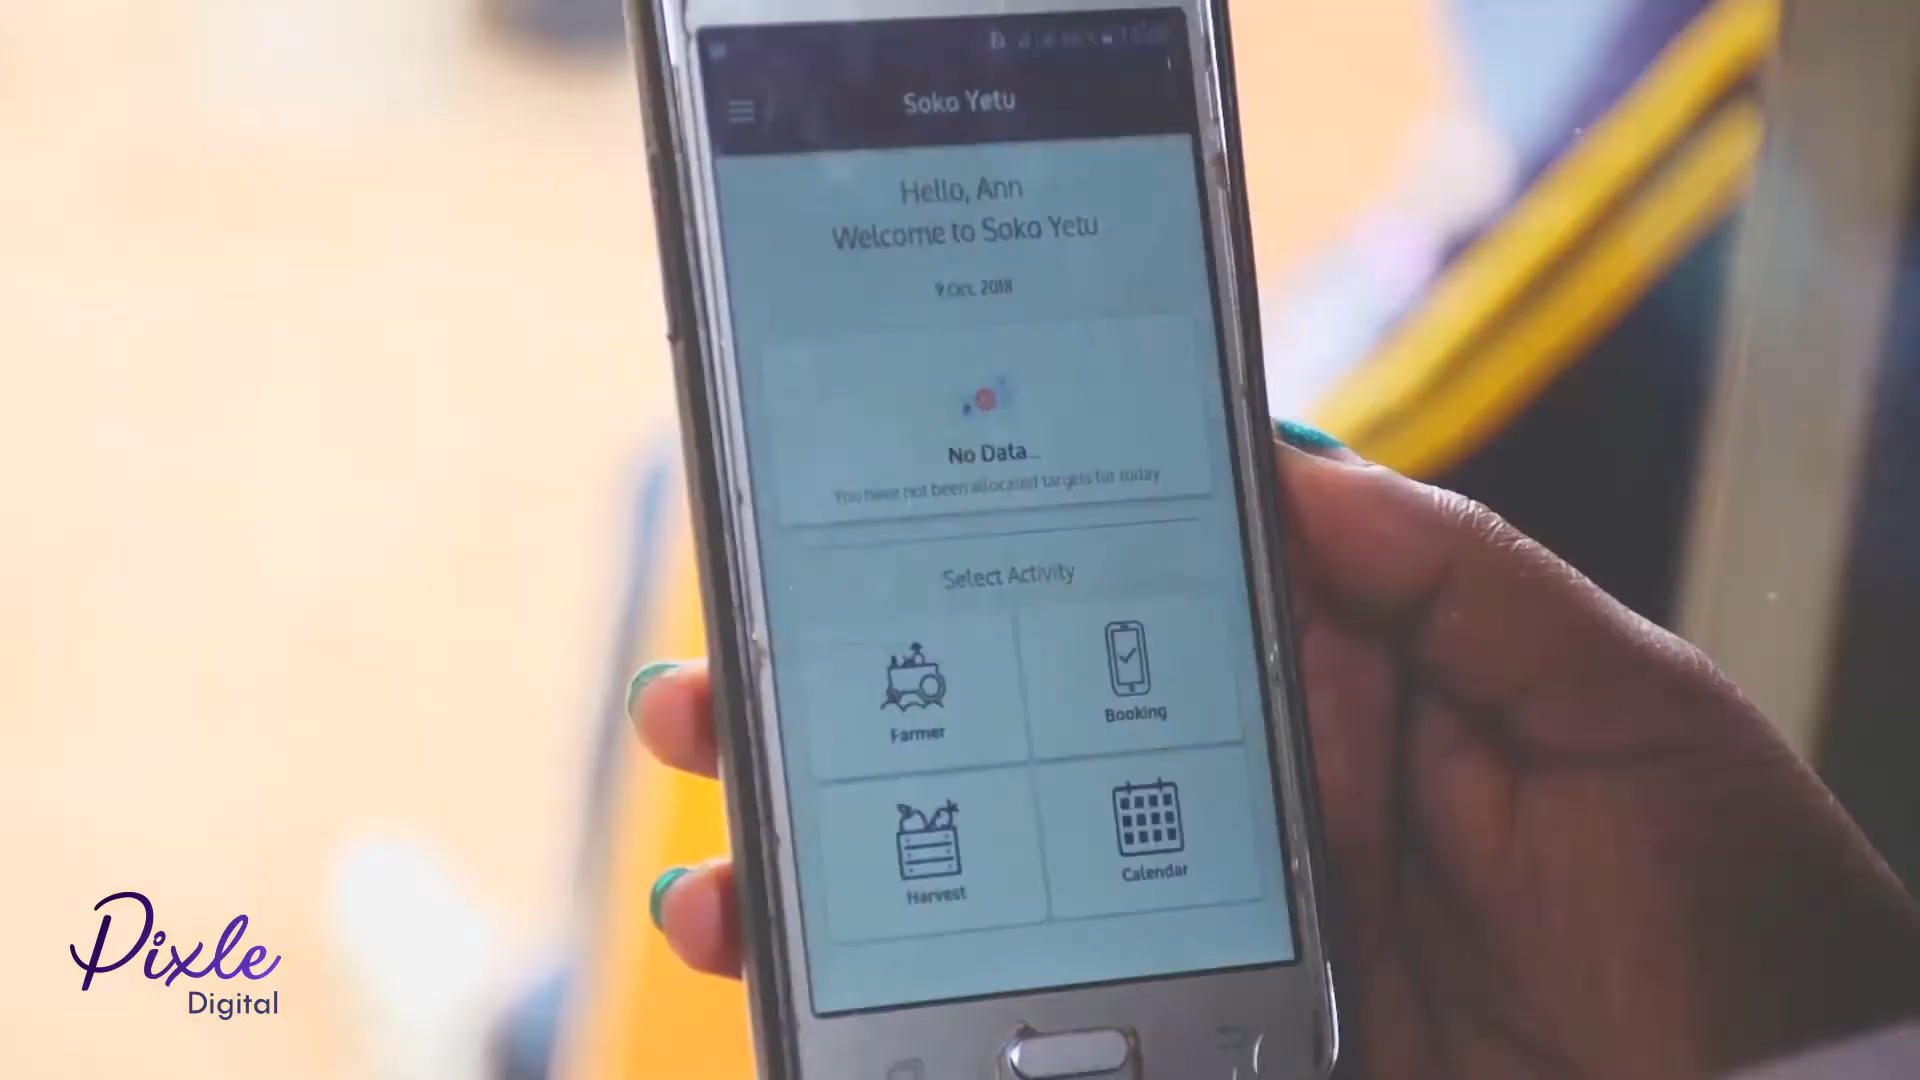 Soko Yetu
Hello, Ann
Welcome to Soko Yetu
9 Oct, 2018
No Data...
You have not been allocated targets for today
Select Activity
Farmer
Booking
Harvest
Calendar
Pixle
Digital